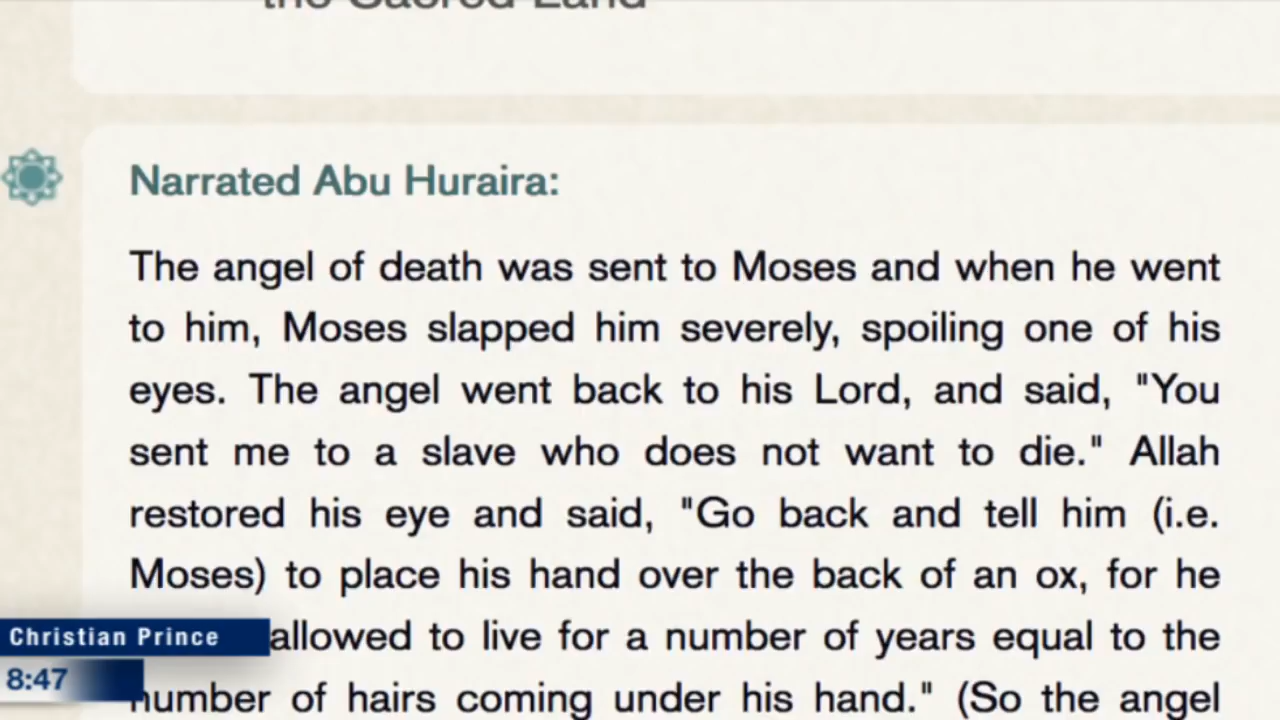 the Sacred Land
Narrated Abu Huraira:
The angel of death was sent to Moses and when he went
to him, Moses slapped him severely, spoiling one of his
eyes. The angel went back to his Lord, and said, "You
sent me to a slave who does not want to die." Allah
restored his eye and said, "Go back and tell him (i.e.
Moses) to place his hand over the back of an ox, for he
allowed to live for a number of years equal to the
number of hairs coming under his hand." (So the angel
Christian Prince
8:47